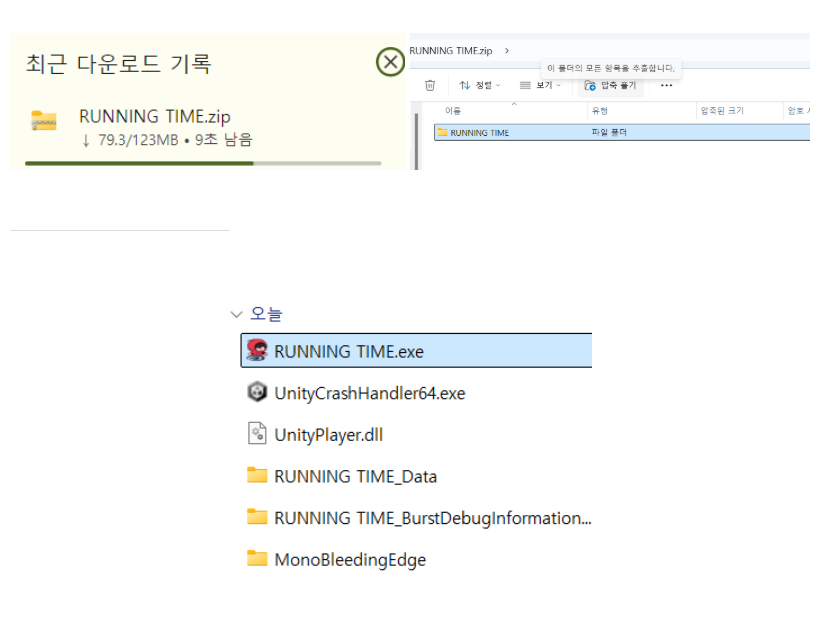 최근 다운로드 기록
RUNNING TIME.zip
↓ 79.3/123MB • 9초 남음
RUNNING TIME.zip >
이 폴더의 모든 항목을 추출합니다.
정렬 보기 압축 풀기 ...
이름 유형 압축된 크기 암호
RUNNING TIME 파일 폴더
오늘
RUNNING TIME.exe
UnityCrashHandler64.exe
UnityPlayer.dll
RUNNING TIME_Data
RUNNING TIME_BurstDebugInformation...
MonoBleedingEdge